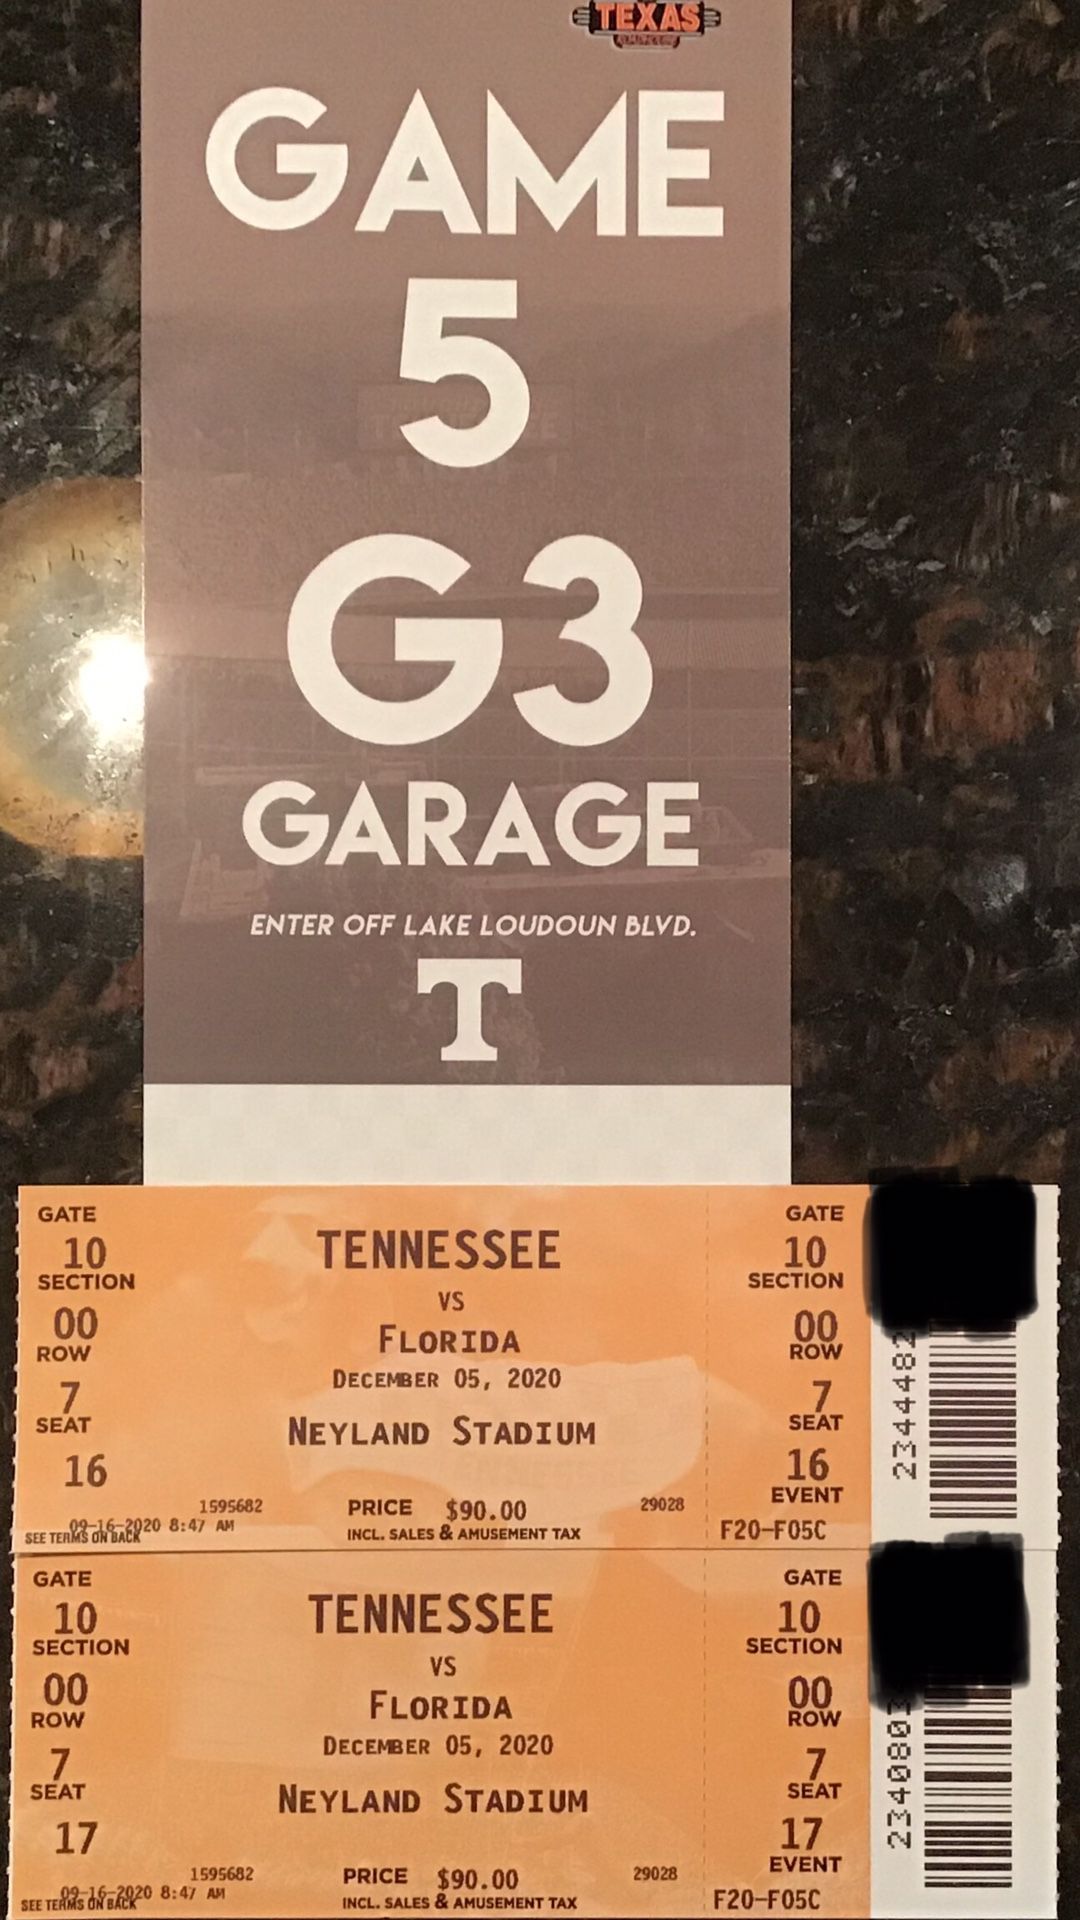 TEXAS
ROADHOUSE
GAME
5
G3
GARAGE
ENTER OFF LAKE LOUDOUN BLVD.
T
GATE
10
SECTION
00
ROW
7
SEAT
16
TENNESSEE
VS
FLORIDA
DECEMBER 05, 2020
NEYLAND STADIUM
1595682
09-16-2020 8:47 AM
SEE TERMS ON BACK
PRICE $90.00
INCL. SALES & AMUSEMENT TAX
29028
GATE
10
SECTION
00
ROW
7
SEAT
16
EVENT
F20-F05C
2344482
GATE
10
SECTION
00
ROW
7
SEAT
17
TENNESSEE
VS
FLORIDA
DECEMBER 05, 2020
NEYLAND STADIUM
1595682
09-16-2020 8:47 AM
SEE TERMS ON BACK
PRICE $90.00
INCL. SALES & AMUSEMENT TAX
29028
GATE
10
SECTION
00
ROW
7
SEAT
17
EVENT
F20-F05C
2340803